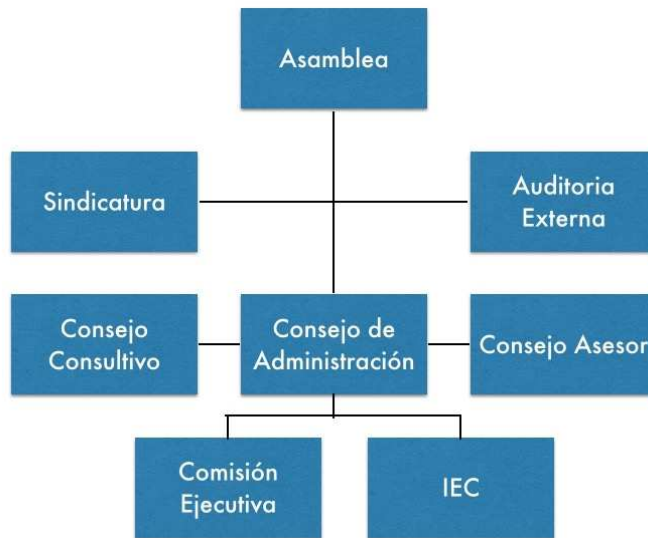 Asamblea
Sindicatura
Auditoria
Externa
Consejo
Consultivo
Consejo de
Administración
Consejo Asesor
Comisión
Ejecutiva
IEC